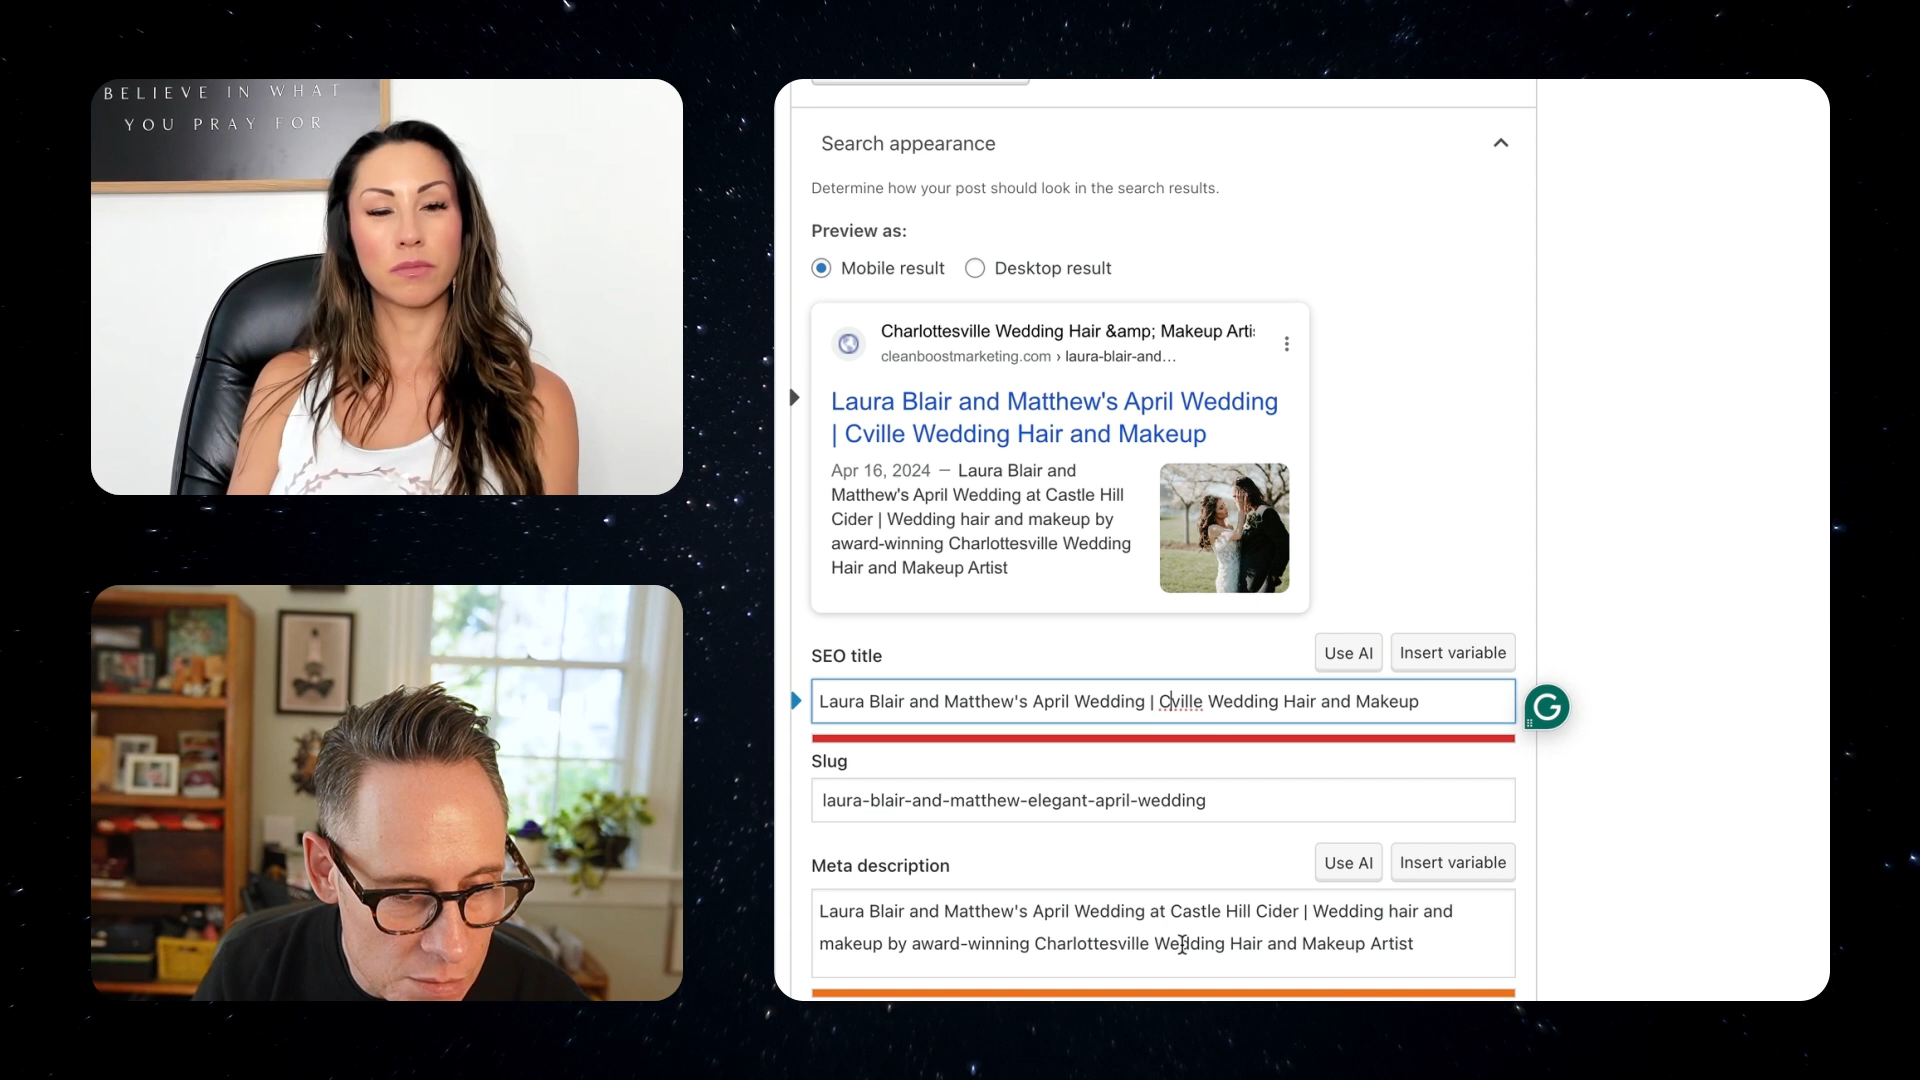 BELIEVE IN WHAT
YOU PRAY FOR
Search appearance
Determine how your post should look in the search results.
Preview as:
Mobile result
Desktop result
Charlottesville Wedding Hair &amp; Makeup Arti
cleanboostmarketing.com › laura-blair-and…
Laura Blair and Matthew's April Wedding
| Cville Wedding Hair and Makeup
Apr 16, 2024 — Laura Blair and
Matthew's April Wedding at Castle Hill
Cider | Wedding hair and makeup by
award-winning Charlottesville Wedding
Hair and Makeup Artist
SEO title
Use AI
Insert variable
Laura Blair and Matthew's April Wedding | Cville Wedding Hair and Makeup
G
Slug
laura-blair-and-matthew-elegant-april-wedding
Meta description
Use AI
Insert variable
Laura Blair and Matthew's April Wedding at Castle Hill Cider | Wedding hair and
makeup by award-winning Charlottesville Wedding Hair and Makeup Artist